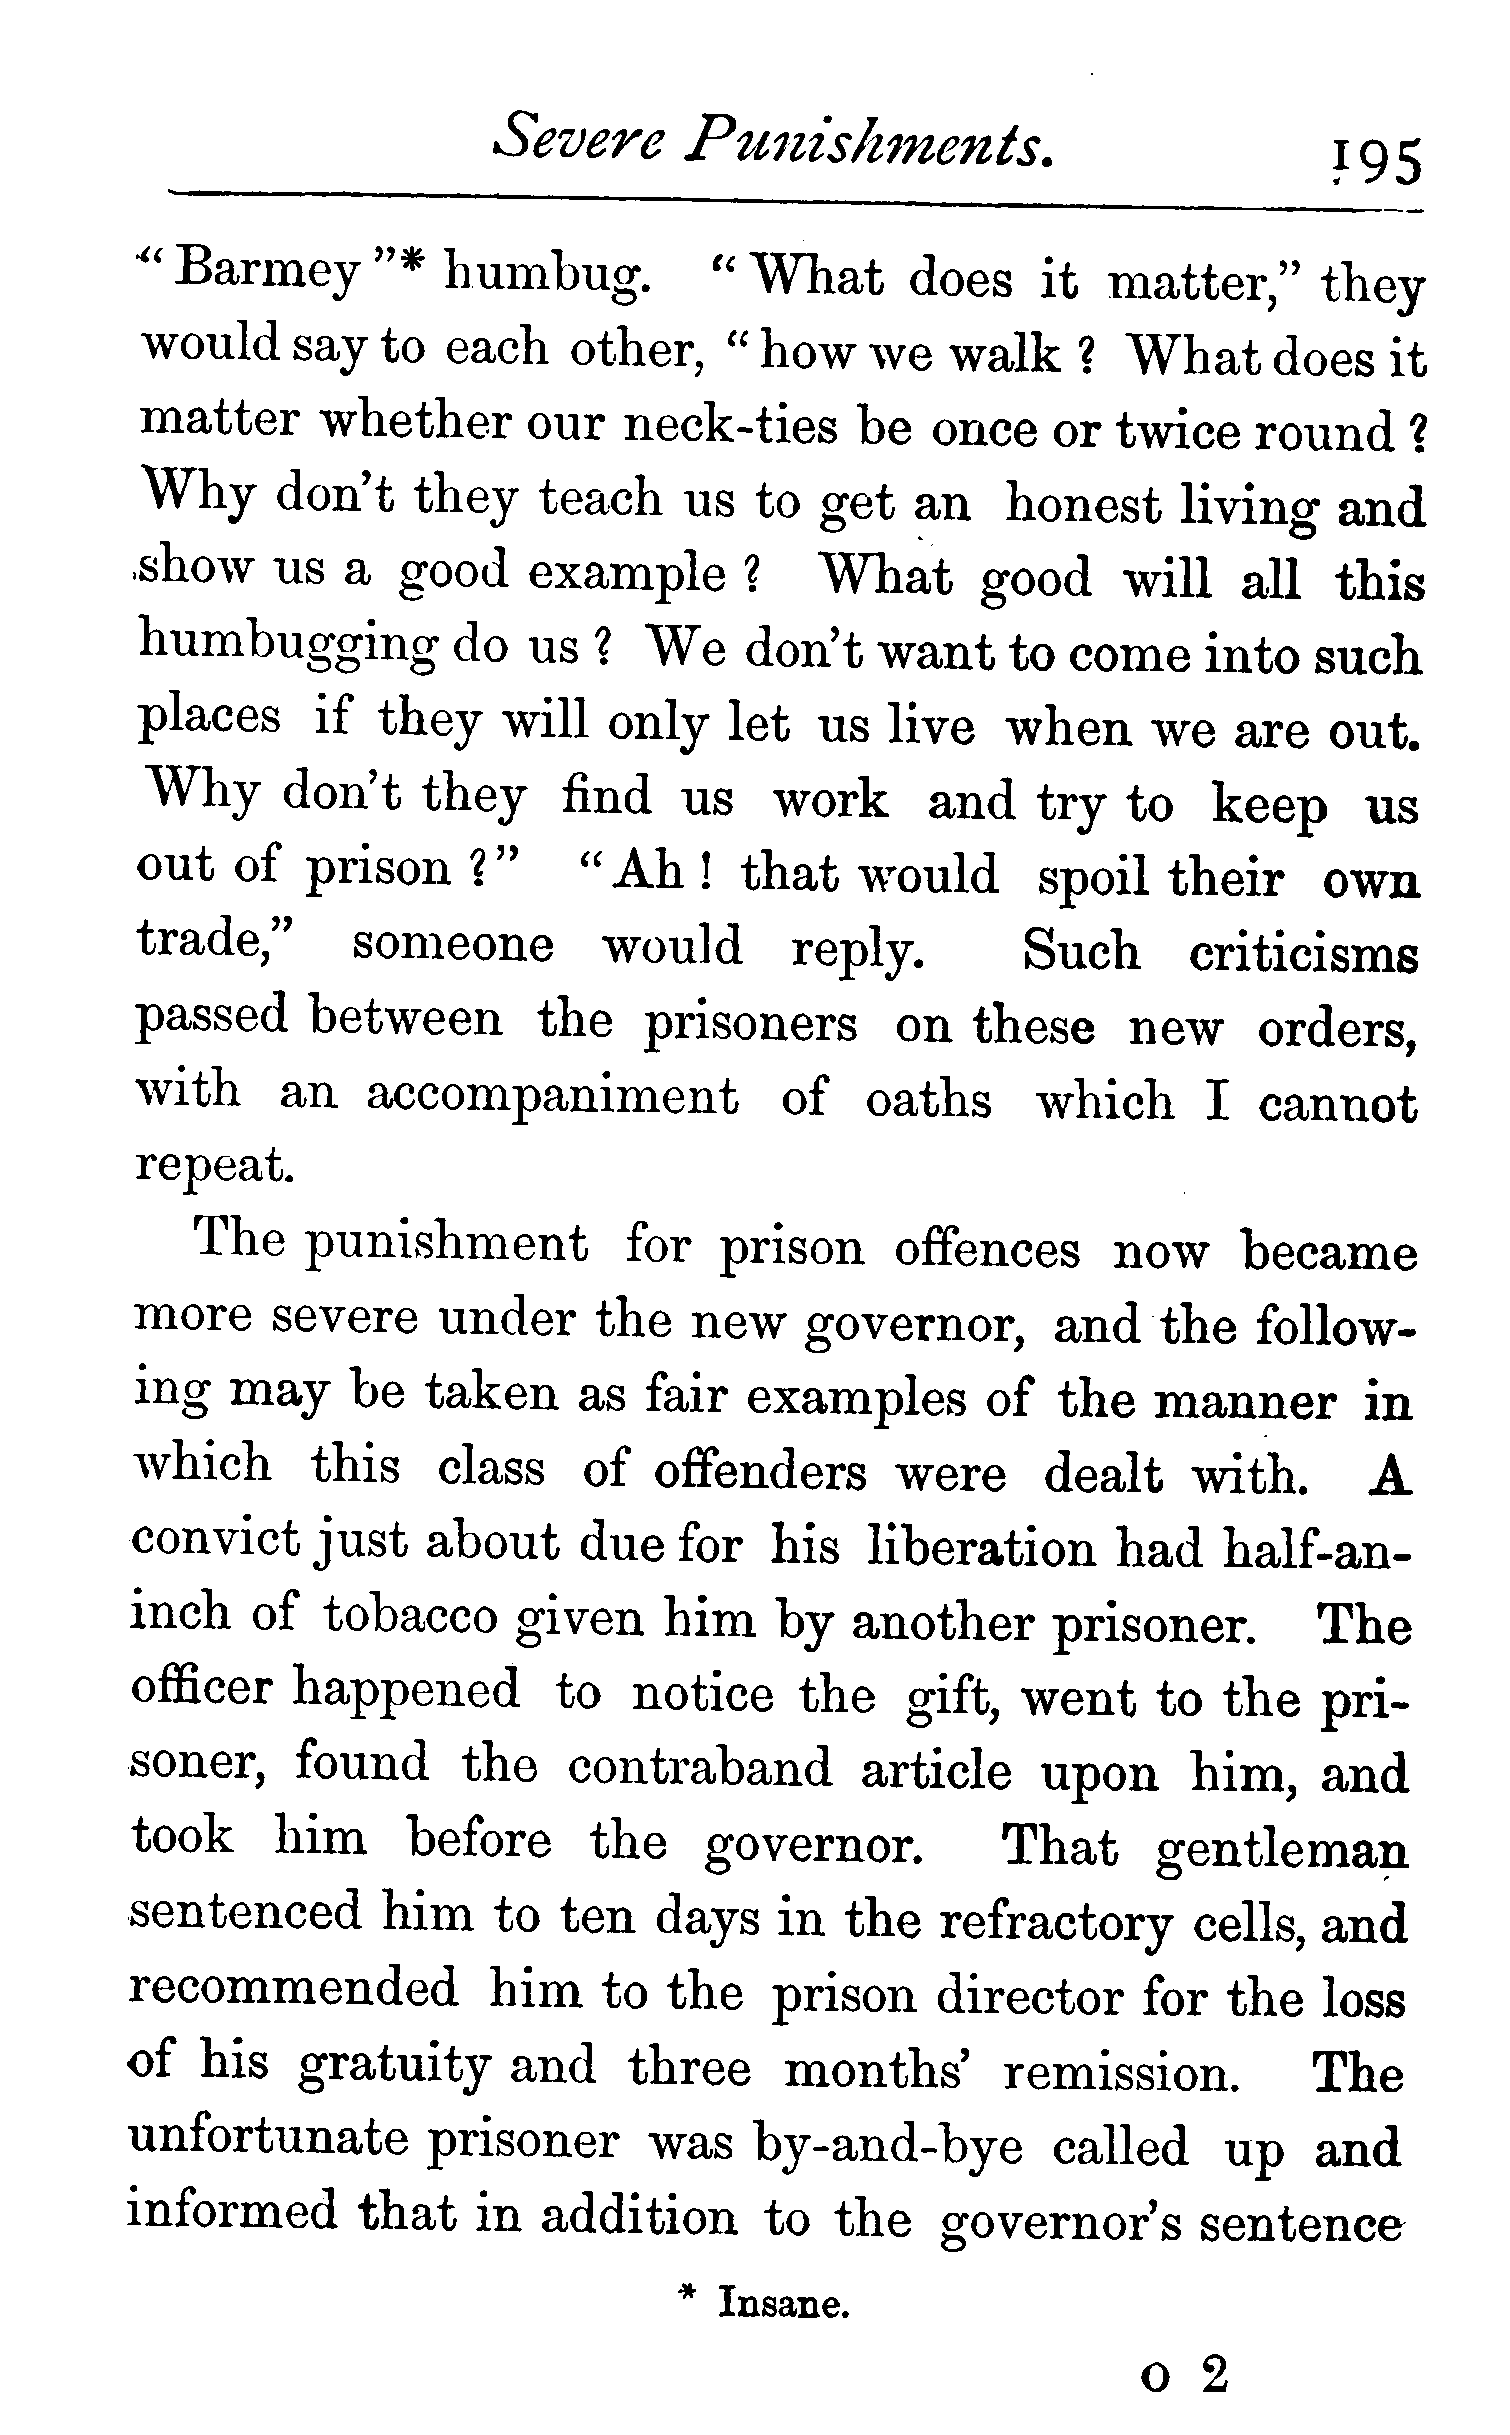 Severe Punishments. 195
"Barmey"* humbug. "What does it matter," they
would say to each other, "how we walk? What does it
matter whether our neck-ties be once or twice round?
Why don't they teach us to get an honest living and
show us a good example? What good will all this
humbugging do us? We don't want to come into such
places if they will only let us live when we are out.
Why don't they find us work and try to keep us
out of prison?" "Ah! that would spoil their own
trade," someone would reply. Such criticisms
passed between the prisoners on these new orders,
with an accompaniment of oaths which I cannot
repeat.
The punishment for prison offences now became
more severe under the new governor, and the follow-
ing may be taken as fair examples of the manner in
which this class of offenders were dealt with. A
convict just about due for his liberation had half-an-
inch of tobacco given him by another prisoner. The
officer happened to notice the gift, went to the pri-
soner, found the contraband article upon him, and
took him before the governor. That gentleman
sentenced him to ten days in the refractory cells, and
recommended him to the prison director for the loss
of his gratuity and three months' remission. The
unfortunate prisoner was by-and-bye called up and
informed that in addition to the governor's sentence
* Insane.
O 2